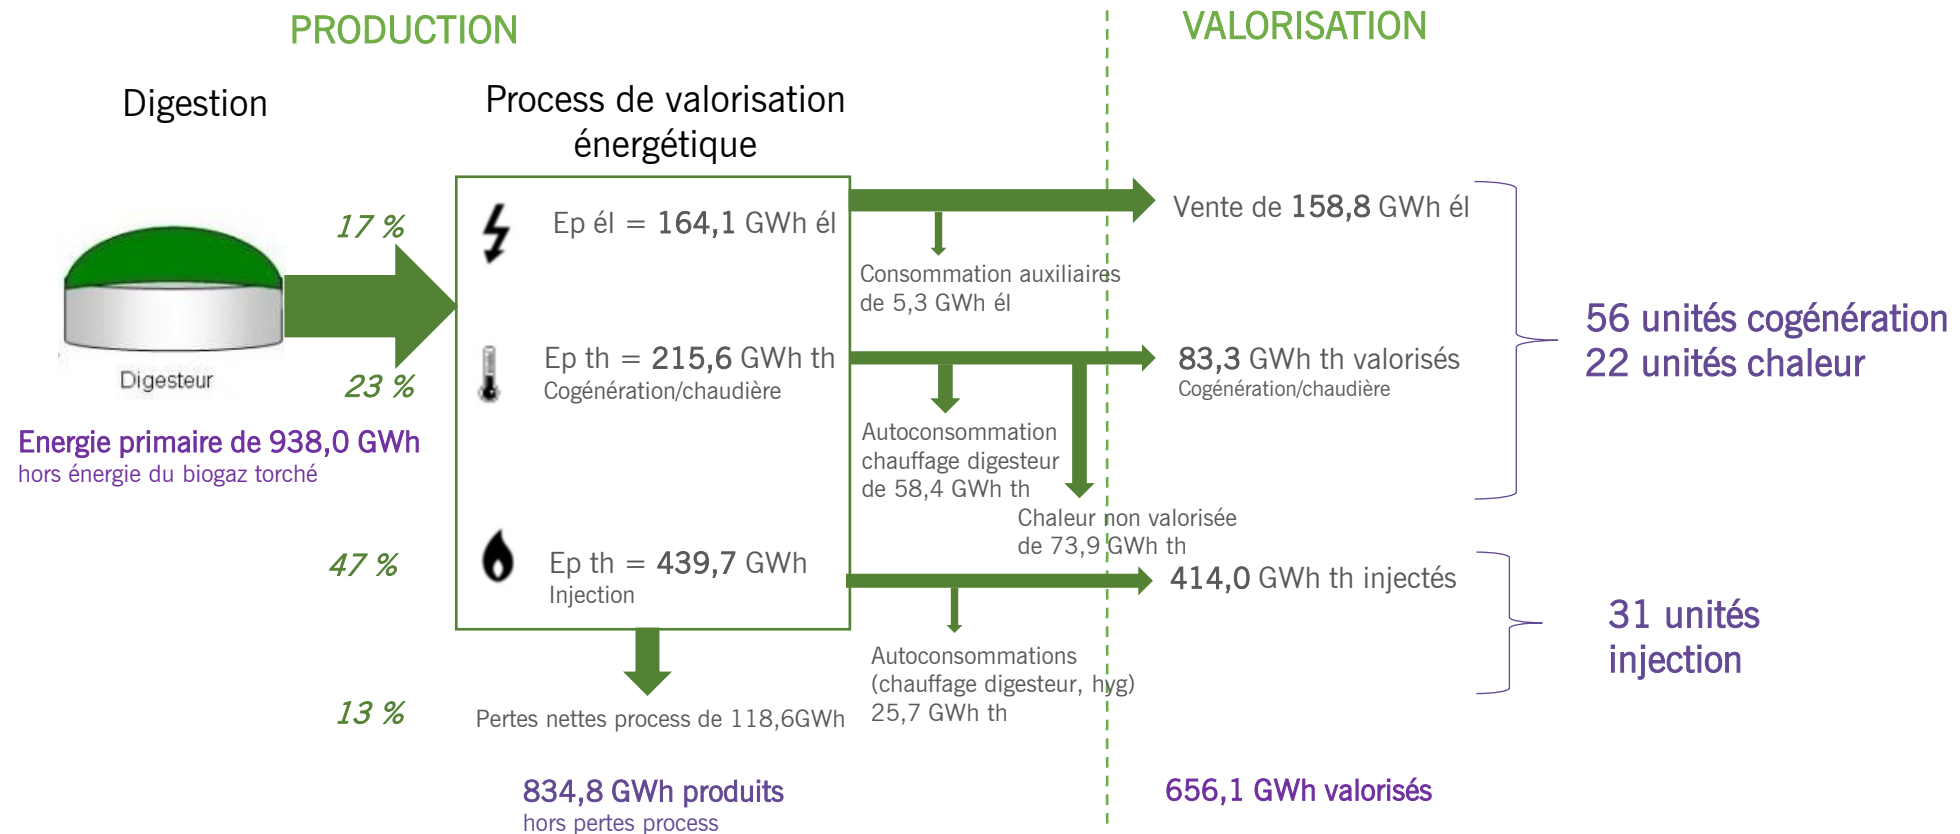 PRODUCTION
VALORISATION
Digestion
Process de valorisation
énergétique
17 %
Ep él = 164,1 GWh él
Vente de 158,8 GWh él
Consommation auxiliaires
de 5,3 GWh él
56 unités cogénération
22 unités chaleur
Digesteur
23 %
Ep th = 215,6 GWh th
Cogénération/chaudière
83,3 GWh th valorisés
Cogénération/chaudière
Energie primaire de 938,0 GWh
hors énergie du biogaz torché
Autoconsommation
chauffage digesteur
de 58,4 GWh th
Chaleur non valorisée
de 73,9 GWh th
47 %
Ep th = 439,7 GWh
Injection
414,0 GWh th injectés
31 unités
injection
Autoconsommations
(chauffage digesteur, hyg)
25,7 GWh th
13 %
Pertes nettes process de 118,6GWh
834,8 GWh produits
hors pertes process
656,1 GWh valorisés